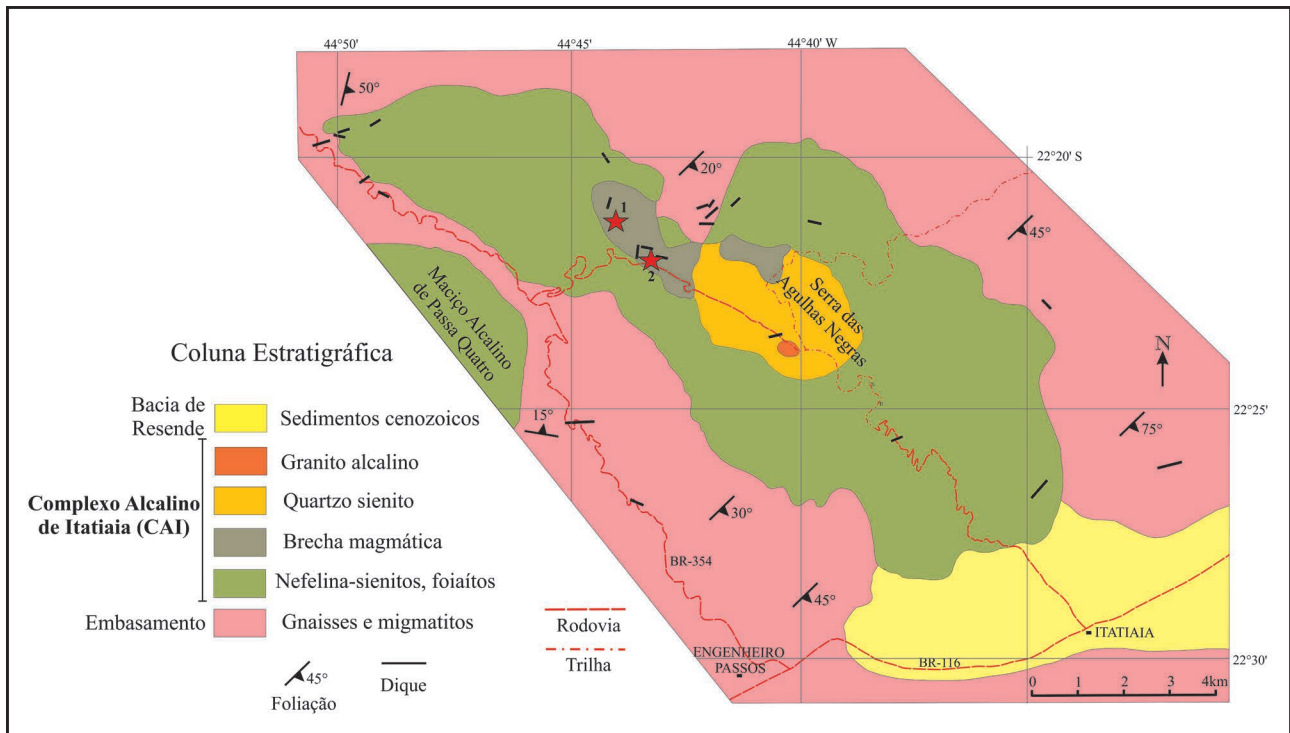 44°50'
44°45'
44°40' W
50°
20°
22°20' S
1
45°
2
Serra das
Agulhas Negras
Maciço Alcalino
de Passa Quatro
N
Coluna Estratigráfica
Bacia de
Resende
Sedimentos cenozoicos
15°
22°25'
75°
Granito alcalino
Complexo Alcalino
de Itatiaia (CAI)
Quartzo sienito
30°
Brecha magmática
BR-354
Nefelina-sienitos, foiaítos
45°
Embasamento
Gnaisses e migmatitos
Rodovia
ITATIAIA
Trilha
ENGENHEIRO
PASSOS
BR-116
22°30'
45°
Foliação
Dique
0 1 2 3 4km